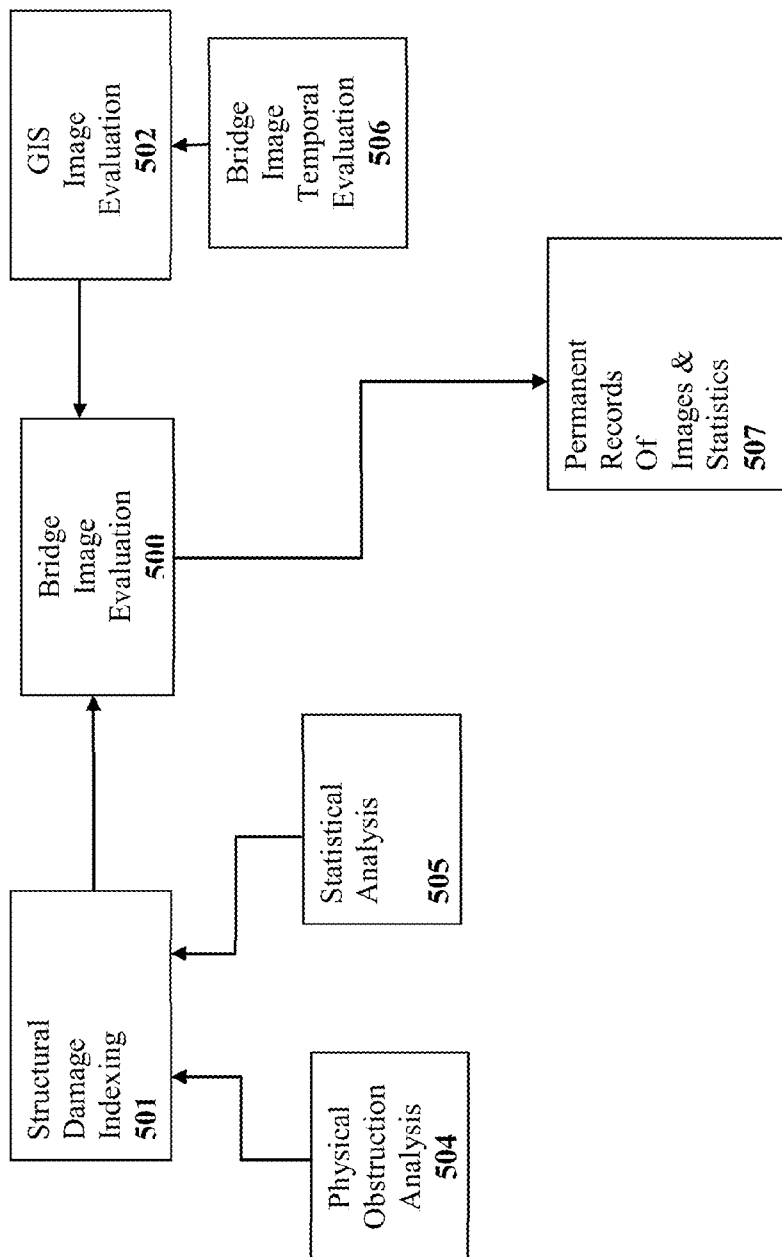 Structural
Damage
Indexing
501
Bridge
Image
Evaluation
500
GIS
Image
Evaluation
502
Physical
Obstruction
Analysis
504
Statistical
Analysis
505
Bridge
Image
Temporal
Evaluation
506
Permanent
Records
Of
Images &
Statistics
507